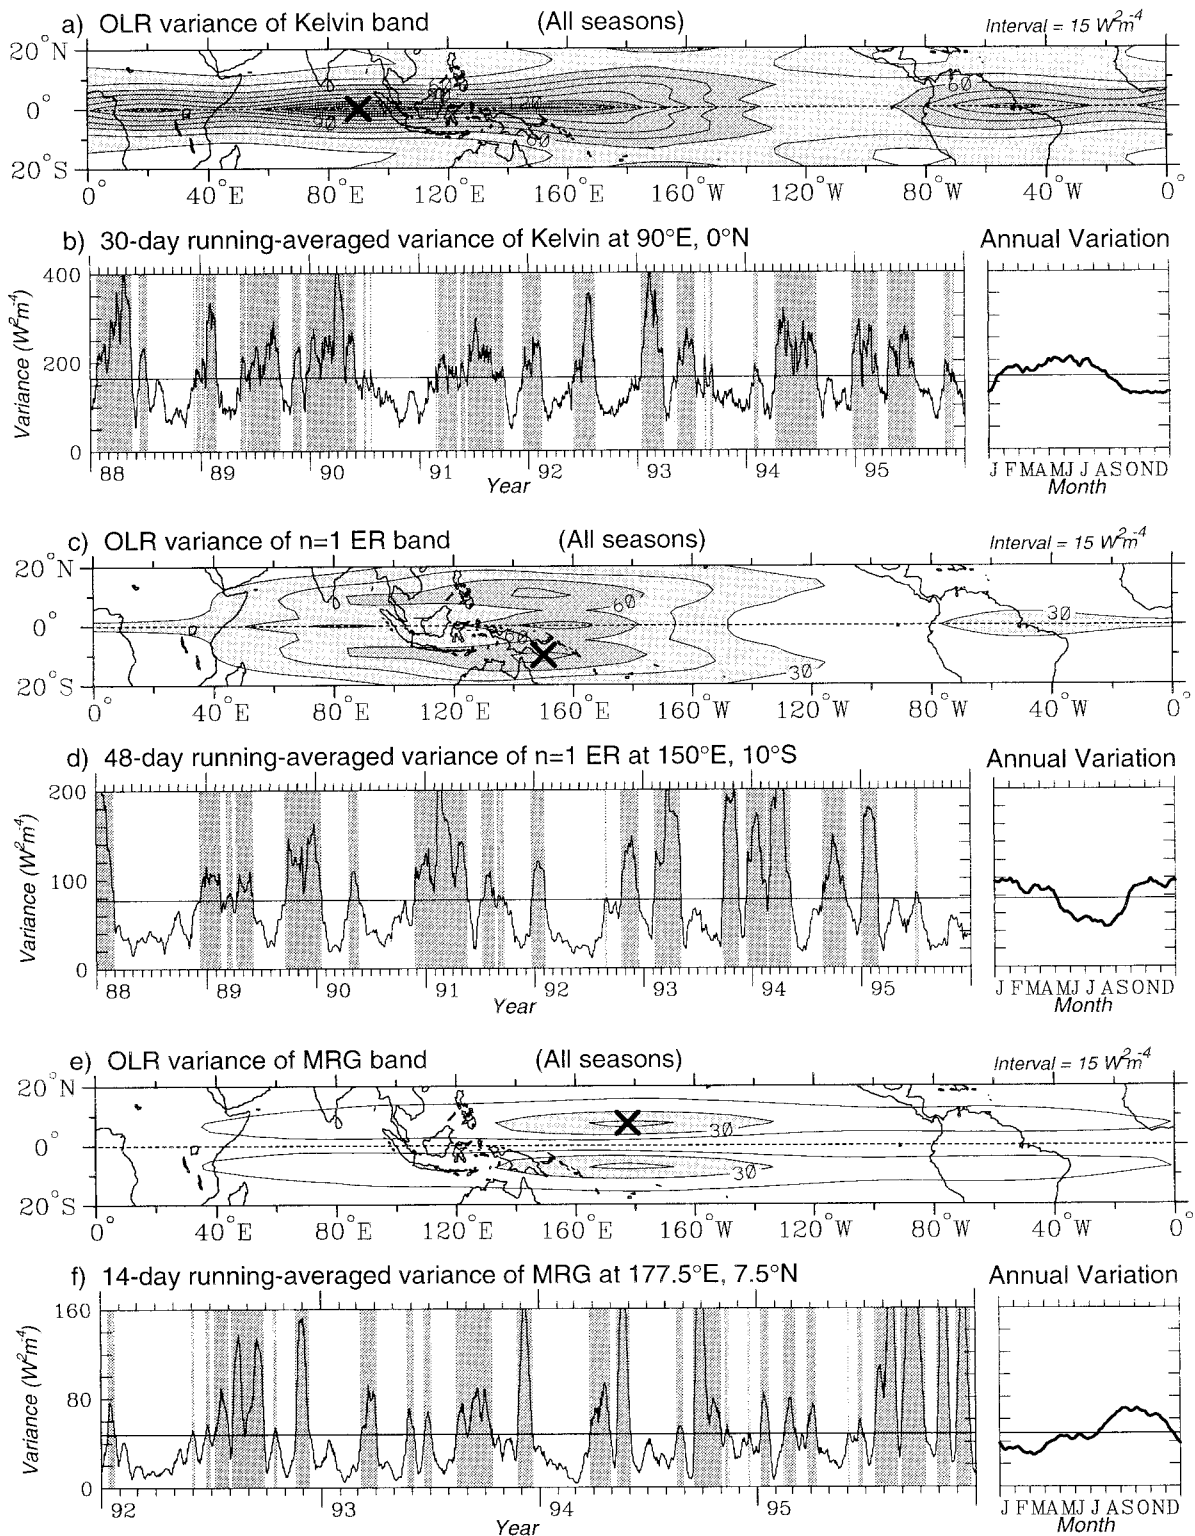 a) OLR variance of Kelvin band (All seasons) Interval = 15 W²m⁻⁴
20°N
0°
20°S
60
120
90
60
60
0° 40°E 80°E 120°E 160°E 160°W 120°W 80°W 40°W 0°
b) 30-day running-averaged variance of Kelvin at 90°E, 0°N Annual Variation
Variance (W²m⁻⁴)
400
200
0
88 89 90 91 92 93 94 95
Year
J F M A M J J A S O N D
Month
c) OLR variance of n=1 ER band (All seasons) Interval = 15 W²m⁻⁴
20°N
0°
20°S
60
30
30
0° 40°E 80°E 120°E 160°E 160°W 120°W 80°W 40°W 0°
d) 48-day running-averaged variance of n=1 ER at 150°E, 10°S Annual Variation
Variance (W²m⁻⁴)
200
100
0
88 89 90 91 92 93 94 95
Year
J F M A M J J A S O N D
Month
e) OLR variance of MRG band (All seasons) Interval = 15 W²m⁻⁴
20°N
0°
20°S
30
30
0° 40°E 80°E 120°E 160°E 160°W 120°W 80°W 40°W 0°
f) 14-day running-averaged variance of MRG at 177.5°E, 7.5°N Annual Variation
Variance (W²m⁻⁴)
160
80
0
92 93 94 95
Year
J F M A M J J A S O N D
Month